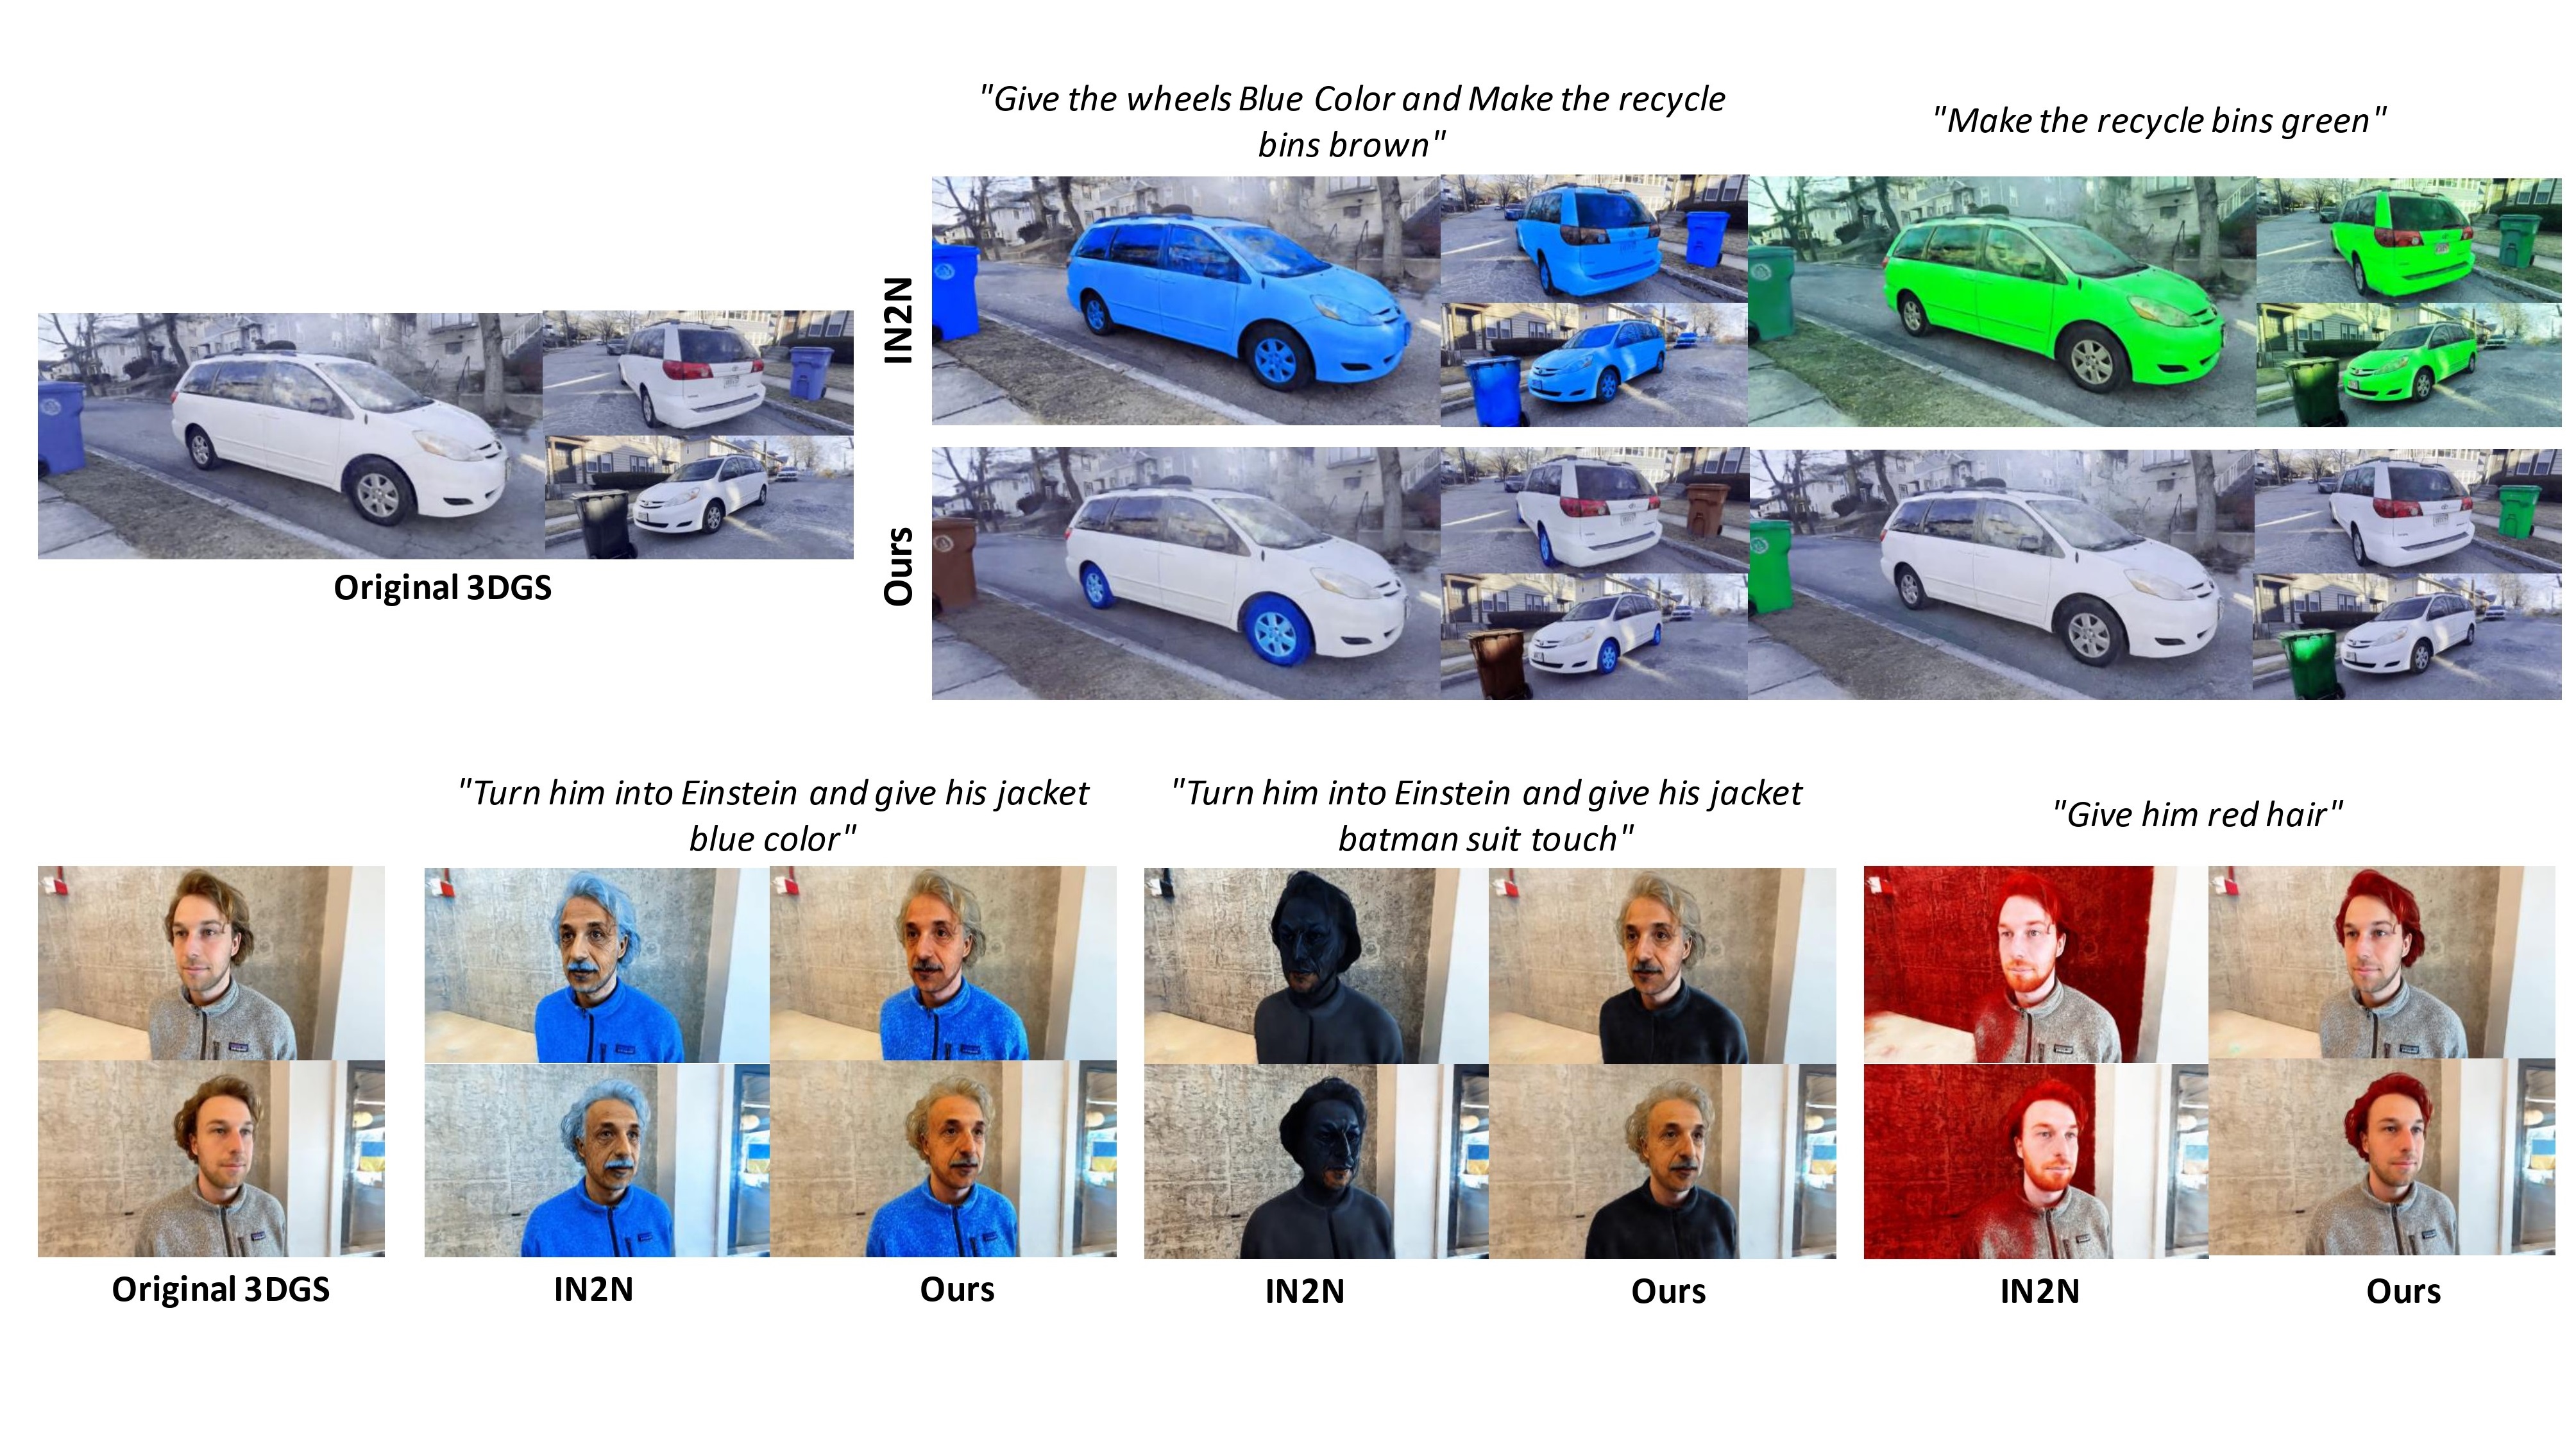 "Give the wheels Blue Color and Make the recycle
bins brown"
"Make the recycle bins green"
IN2N
Ours
Original 3DGS
"Turn him into Einstein and give his jacket
blue color"
"Turn him into Einstein and give his jacket
batman suit touch"
"Give him red hair"
Original 3DGS
IN2N
Ours
IN2N
Ours
IN2N
Ours